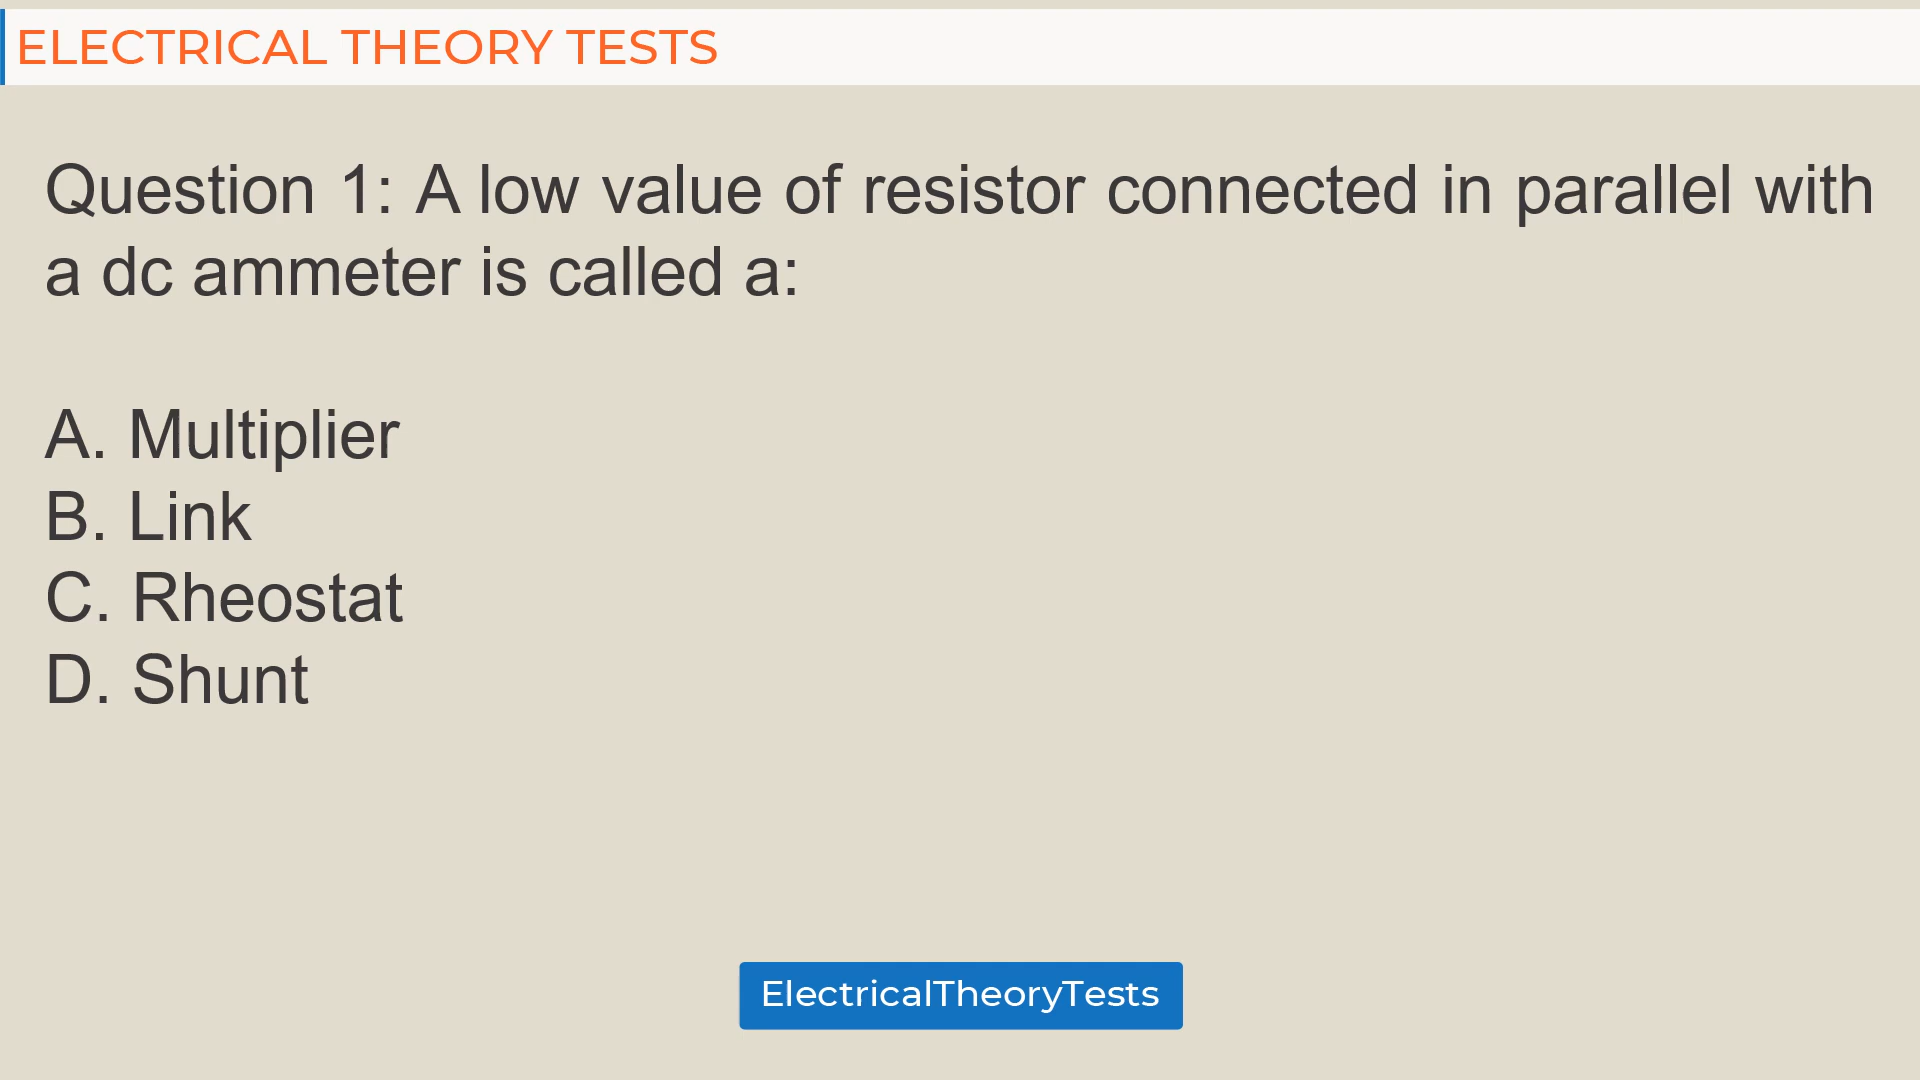 ELECTRICAL THEORY TESTS
Question 1: A low value of resistor connected in parallel with
a dc ammeter is called a:
A. Multiplier
B. Link
C. Rheostat
D. Shunt
ElectricalTheoryTests